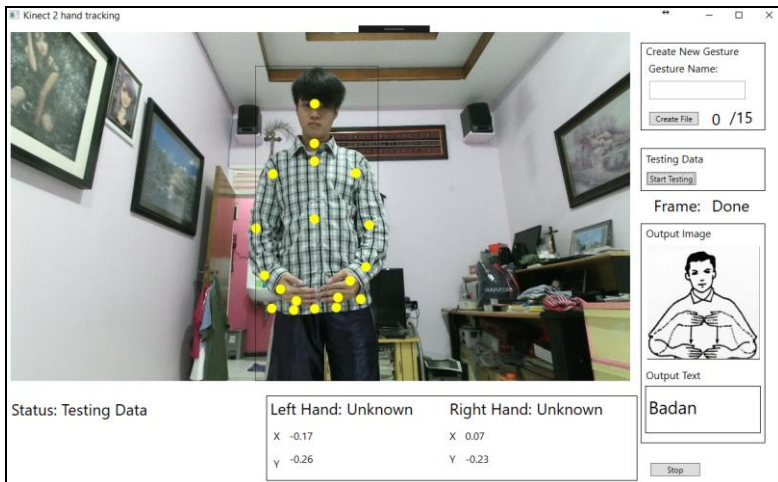 Kinect 2 hand tracking
Create New Gesture
Gesture Name:
Create File 0 /15
Testing Data
Start Testing
Frame: Done
Output Image
Output Text
Badan
Status: Testing Data
Left Hand: Unknown Right Hand: Unknown
X -0.17 X 0.07
Y -0.26 Y -0.23
Stop